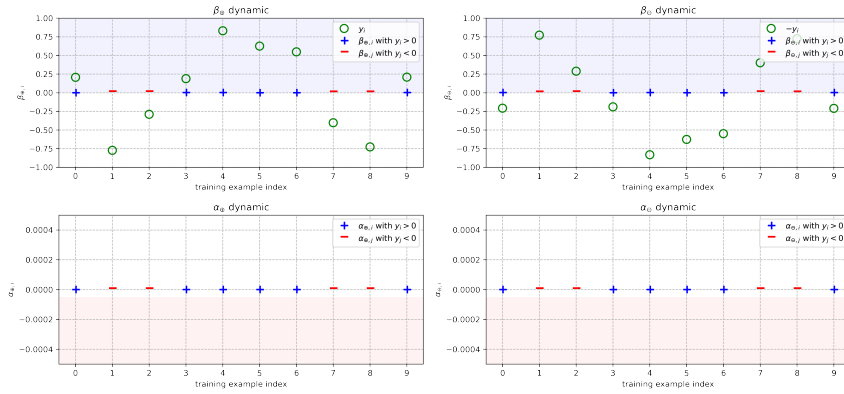 β⊕ dynamic
1.00
0.75
0.50
0.25
0.00
−0.25
−0.50
−0.75
−1.00
β⊕,i
yᵢ
β⊕,i with yᵢ > 0
β⊕,j with yⱼ < 0
0 1 2 3 4 5 6 7 8 9
training example index
β⊖ dynamic
1.00
0.75
0.50
0.25
0.00
−0.25
−0.50
−0.75
−1.00
−yᵢ
with yᵢ > 0
with yⱼ < 0
0 1 2 3 4 5 6 7 8 9
training example index
α⊕ dynamic
0.0004
0.0002
0.0000
−0.0002
−0.0004
α⊕,i
α⊕,i with yᵢ > 0
α⊕,j with yⱼ < 0
0 1 2 3 4 5 6 7 8 9
training example index
α⊖ dynamic
0.0004
0.0002
0.0000
−0.0002
−0.0004
with yᵢ > 0
with yⱼ < 0
0 1 2 3 4 5 6 7 8 9
training example index